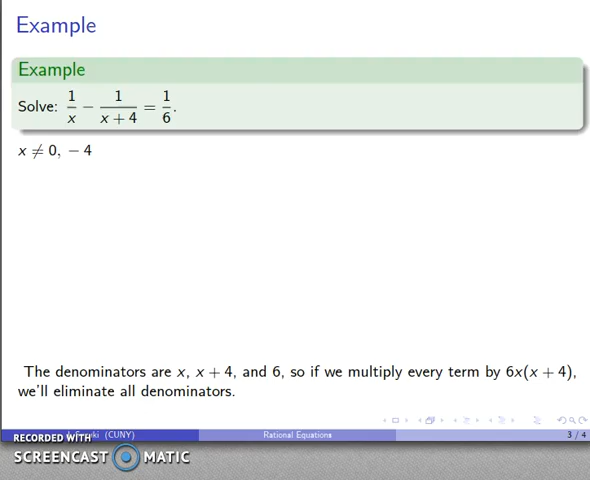 Example
Example
Solve: 1/x − 1/(x + 4) = 1/6.
x ≠ 0, − 4
The denominators are x, x + 4, and 6, so if we multiply every term by 6x(x + 4),
we'll eliminate all denominators.
(CUNY) Rational Equations 3 / 4
RECORDED WITH
SCREENCAST MATIC